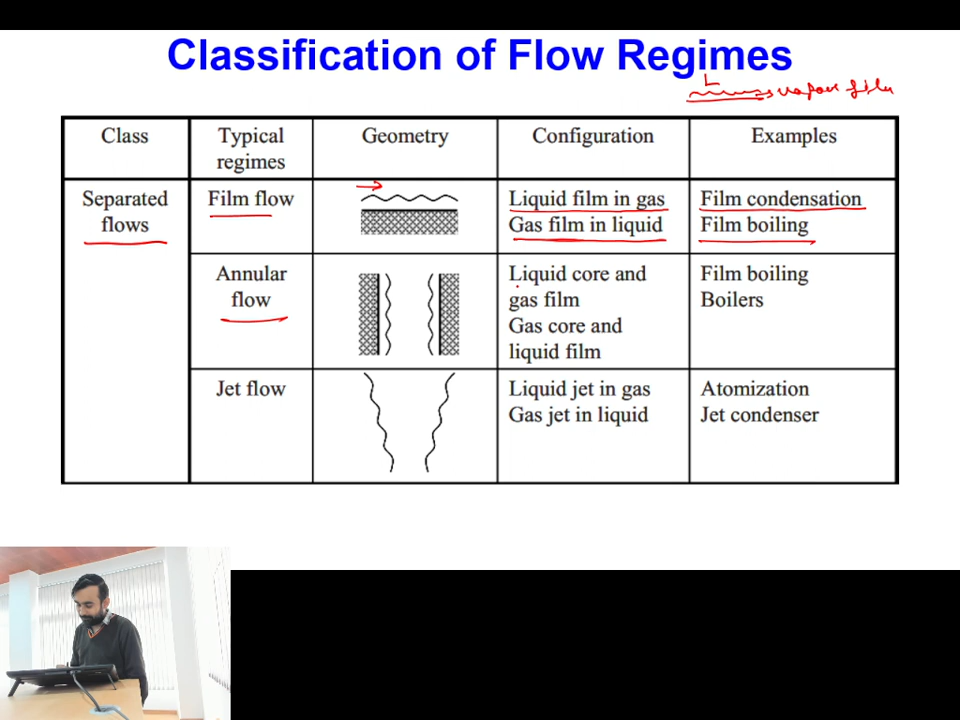 Classification of Flow Regimes
L
vapour film
Class
Typical
regimes
Geometry
Configuration
Examples
Separated
flows
Film flow
Liquid film in gas
Gas film in liquid
Film condensation
Film boiling
Annular
flow
Liquid core and
gas film
Gas core and
liquid film
Film boiling
Boilers
Jet flow
Liquid jet in gas
Gas jet in liquid
Atomization
Jet condenser